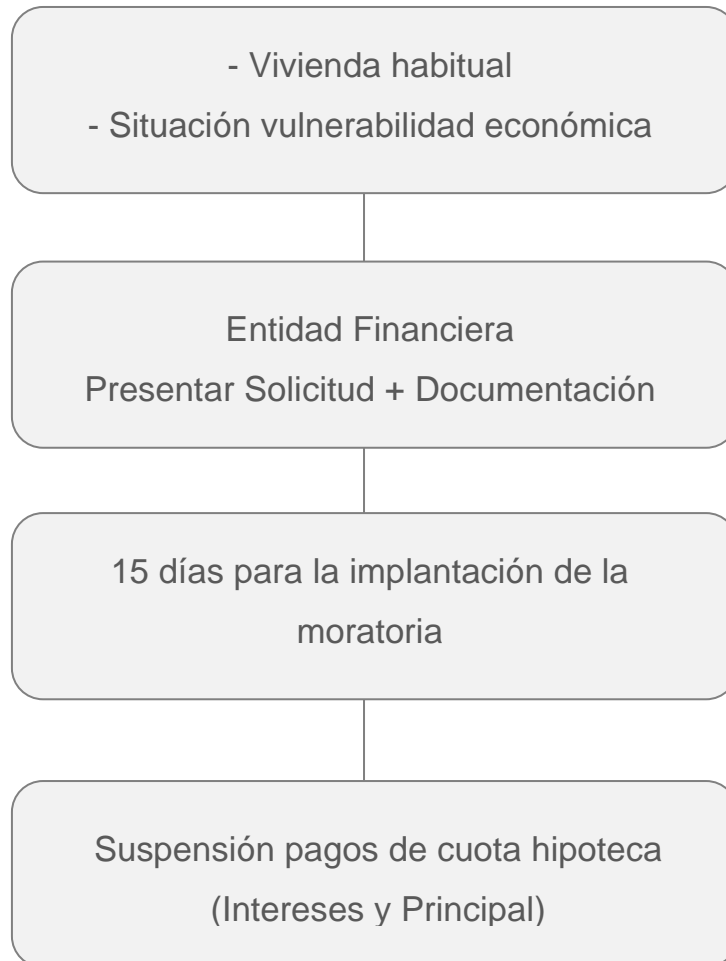 - Vivienda habitual
- Situación vulnerabilidad económica
Entidad Financiera
Presentar Solicitud + Documentación
15 días para la implantación de la
moratoria
Suspensión pagos de cuota hipoteca
(Intereses y Principal)